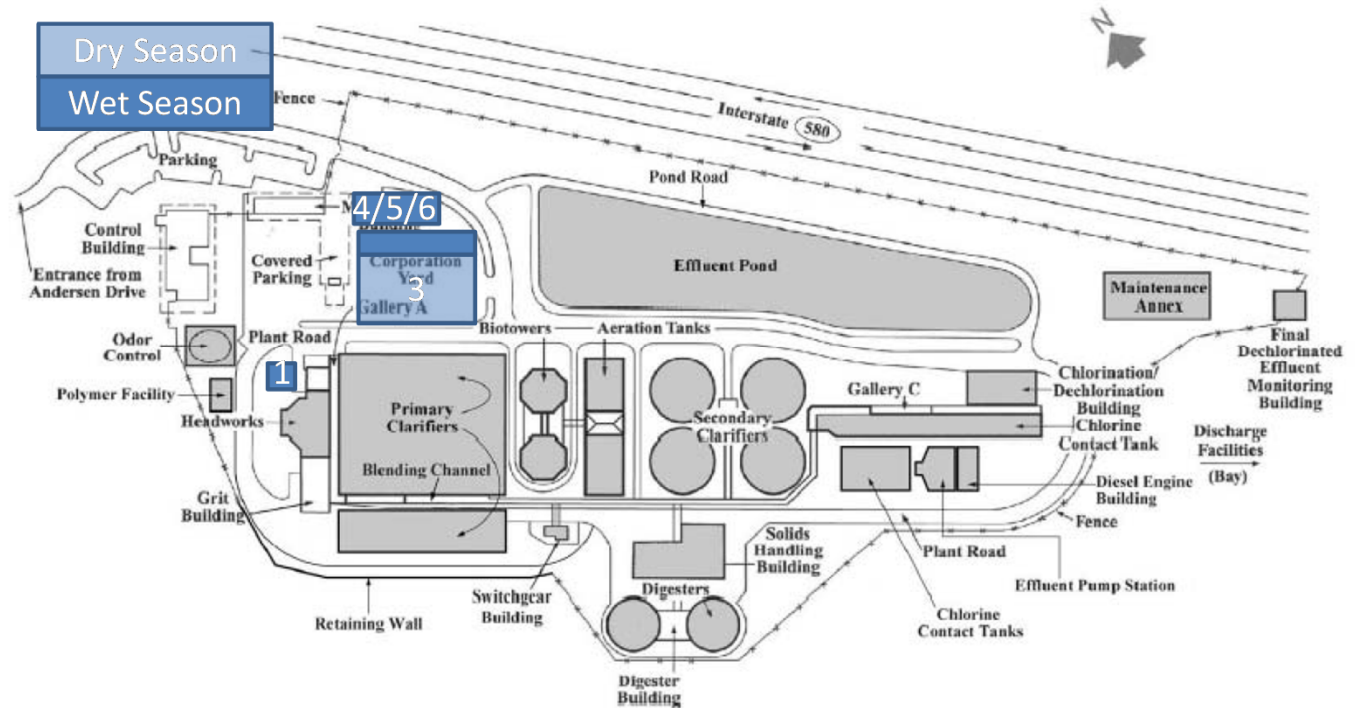 Dry Season
Wet Season
N
Fence
Interstate 580
Parking
Pond Road
4/5/6
Control
Building
Covered
Parking
Corporation
Yard
3
Gallery A
Effluent Pond
Entrance from
Andersen Drive
Maintenance
Annex
Odor
Control
Plant Road
Biotowers
Aeration Tanks
Final
Dechlorinated
Effluent
Monitoring
Building
1
Polymer Facility
Headworks
Primary
Clarifiers
Secondary
Clarifiers
Gallery C
Chlorination/
Dechlorination
Building
Chlorine
Contact Tank
Discharge
Facilities
(Bay)
Blending Channel
Grit
Building
Diesel Engine
Building
Fence
Solids
Handling
Building
Plant Road
Effluent Pump Station
Switchgear
Building
Digesters
Retaining Wall
Chlorine
Contact Tanks
Digester
Building